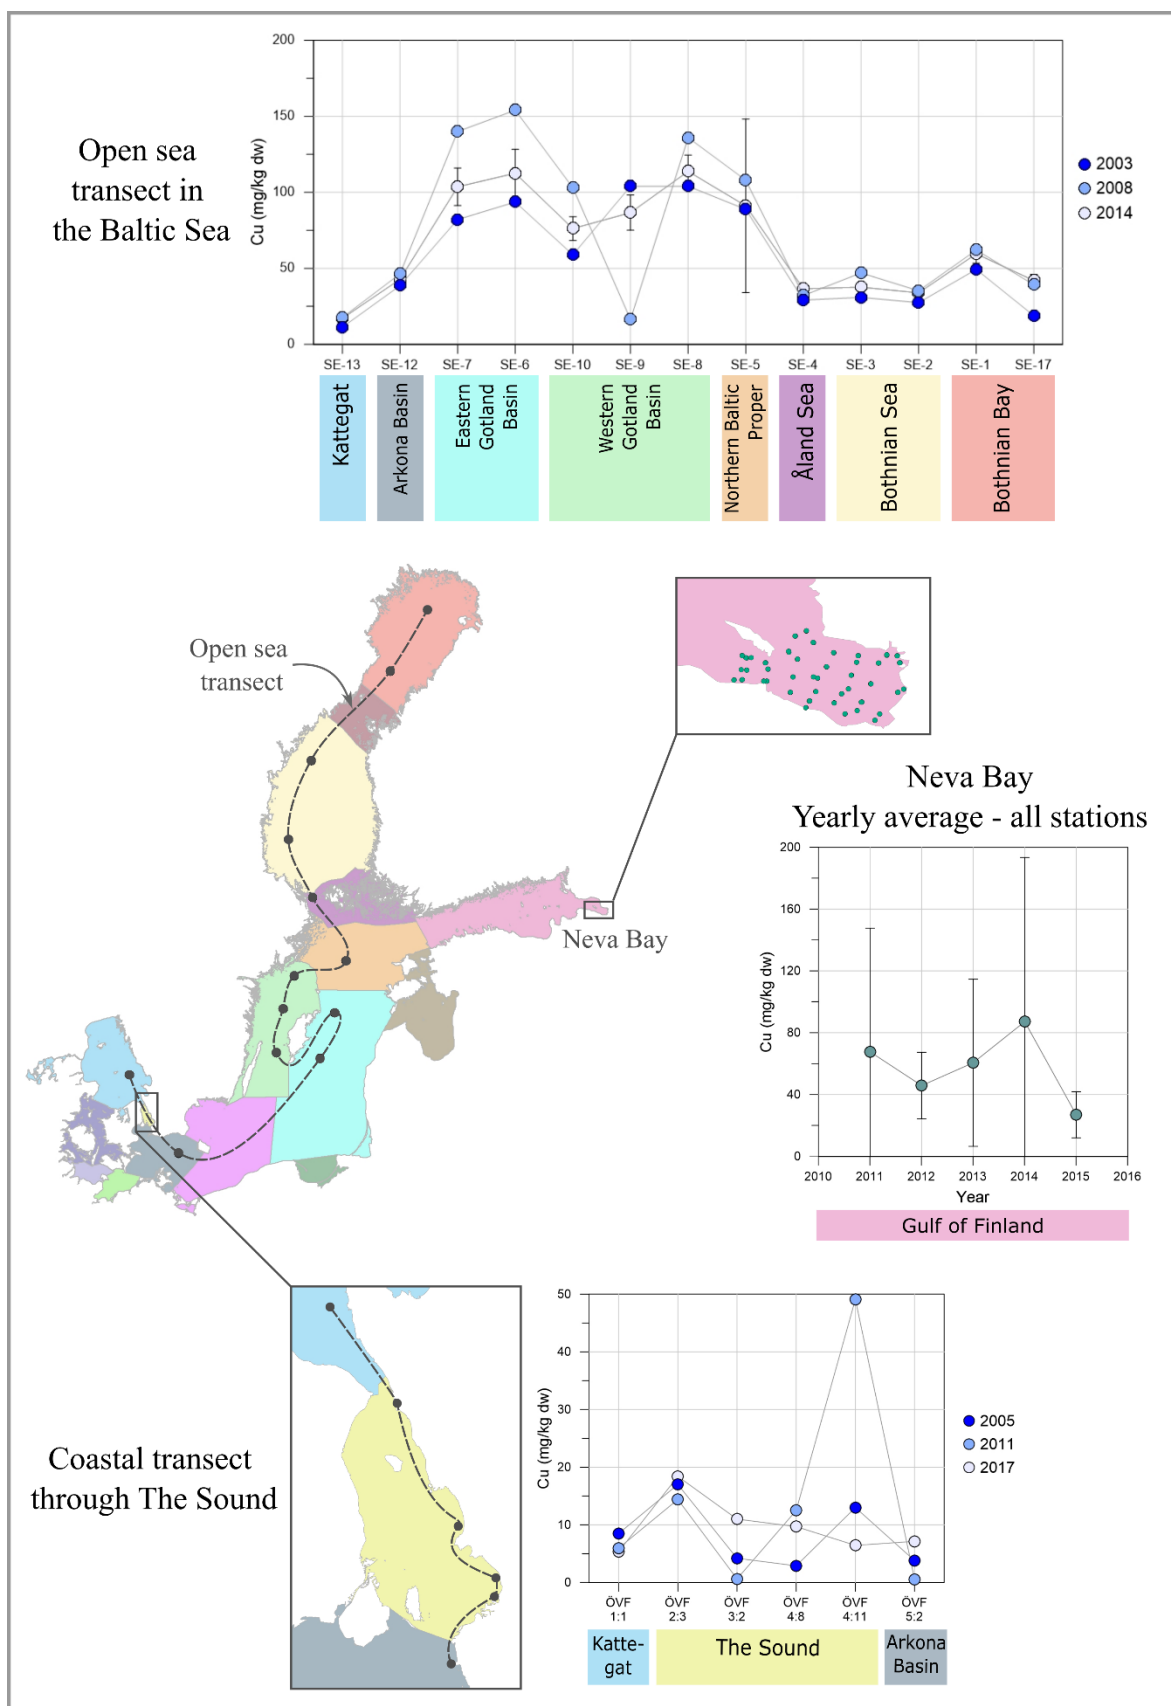 Open sea
transect in
the Baltic Sea
Cu (mg/kg dw)
200
150
100
50
0
2003
2008
2014
SE-13 SE-12 SE-7 SE-6 SE-10 SE-9 SE-8 SE-5 SE-4 SE-3 SE-2 SE-1 SE-17
Kattegat
Arkona Basin
Eastern
Gotland
Basin
Western
Gotland
Basin
Northern Baltic
Proper
Åland Sea
Bothnian Sea
Bothnian Bay
Open sea
transect
Neva Bay
Neva Bay
Yearly average - all stations
Cu (mg/kg dw)
200
160
120
80
40
0
2010 2011 2012 2013 2014 2015 2016
Year
Gulf of Finland
Coastal transect
through The Sound
Cu (mg/kg dw)
50
40
30
20
10
0
2005
2011
2017
ÖVF ÖVF ÖVF ÖVF ÖVF ÖVF
1:1 2:3 3:2 4:8 4:11 5:2
Katte-
gat
The Sound
Arkona
Basin